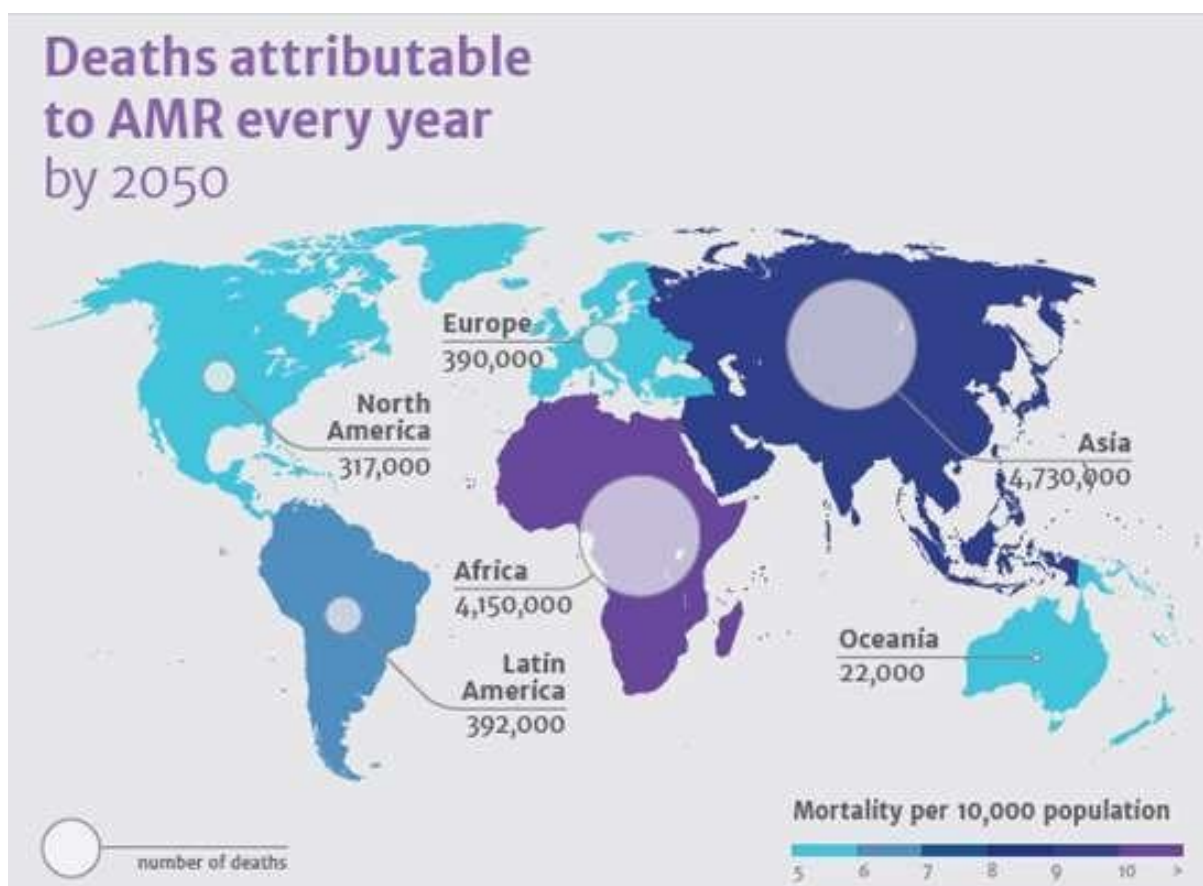 Deaths attributable
to AMR every year
by 2050
Europe
390,000
North
America
317,000
Asia
4,730,000
Africa
4,150,000
Oceania
22,000
Latin
America
392,000
Mortality per 10,000 population
5 6 7 8 9 10 >
number of deaths